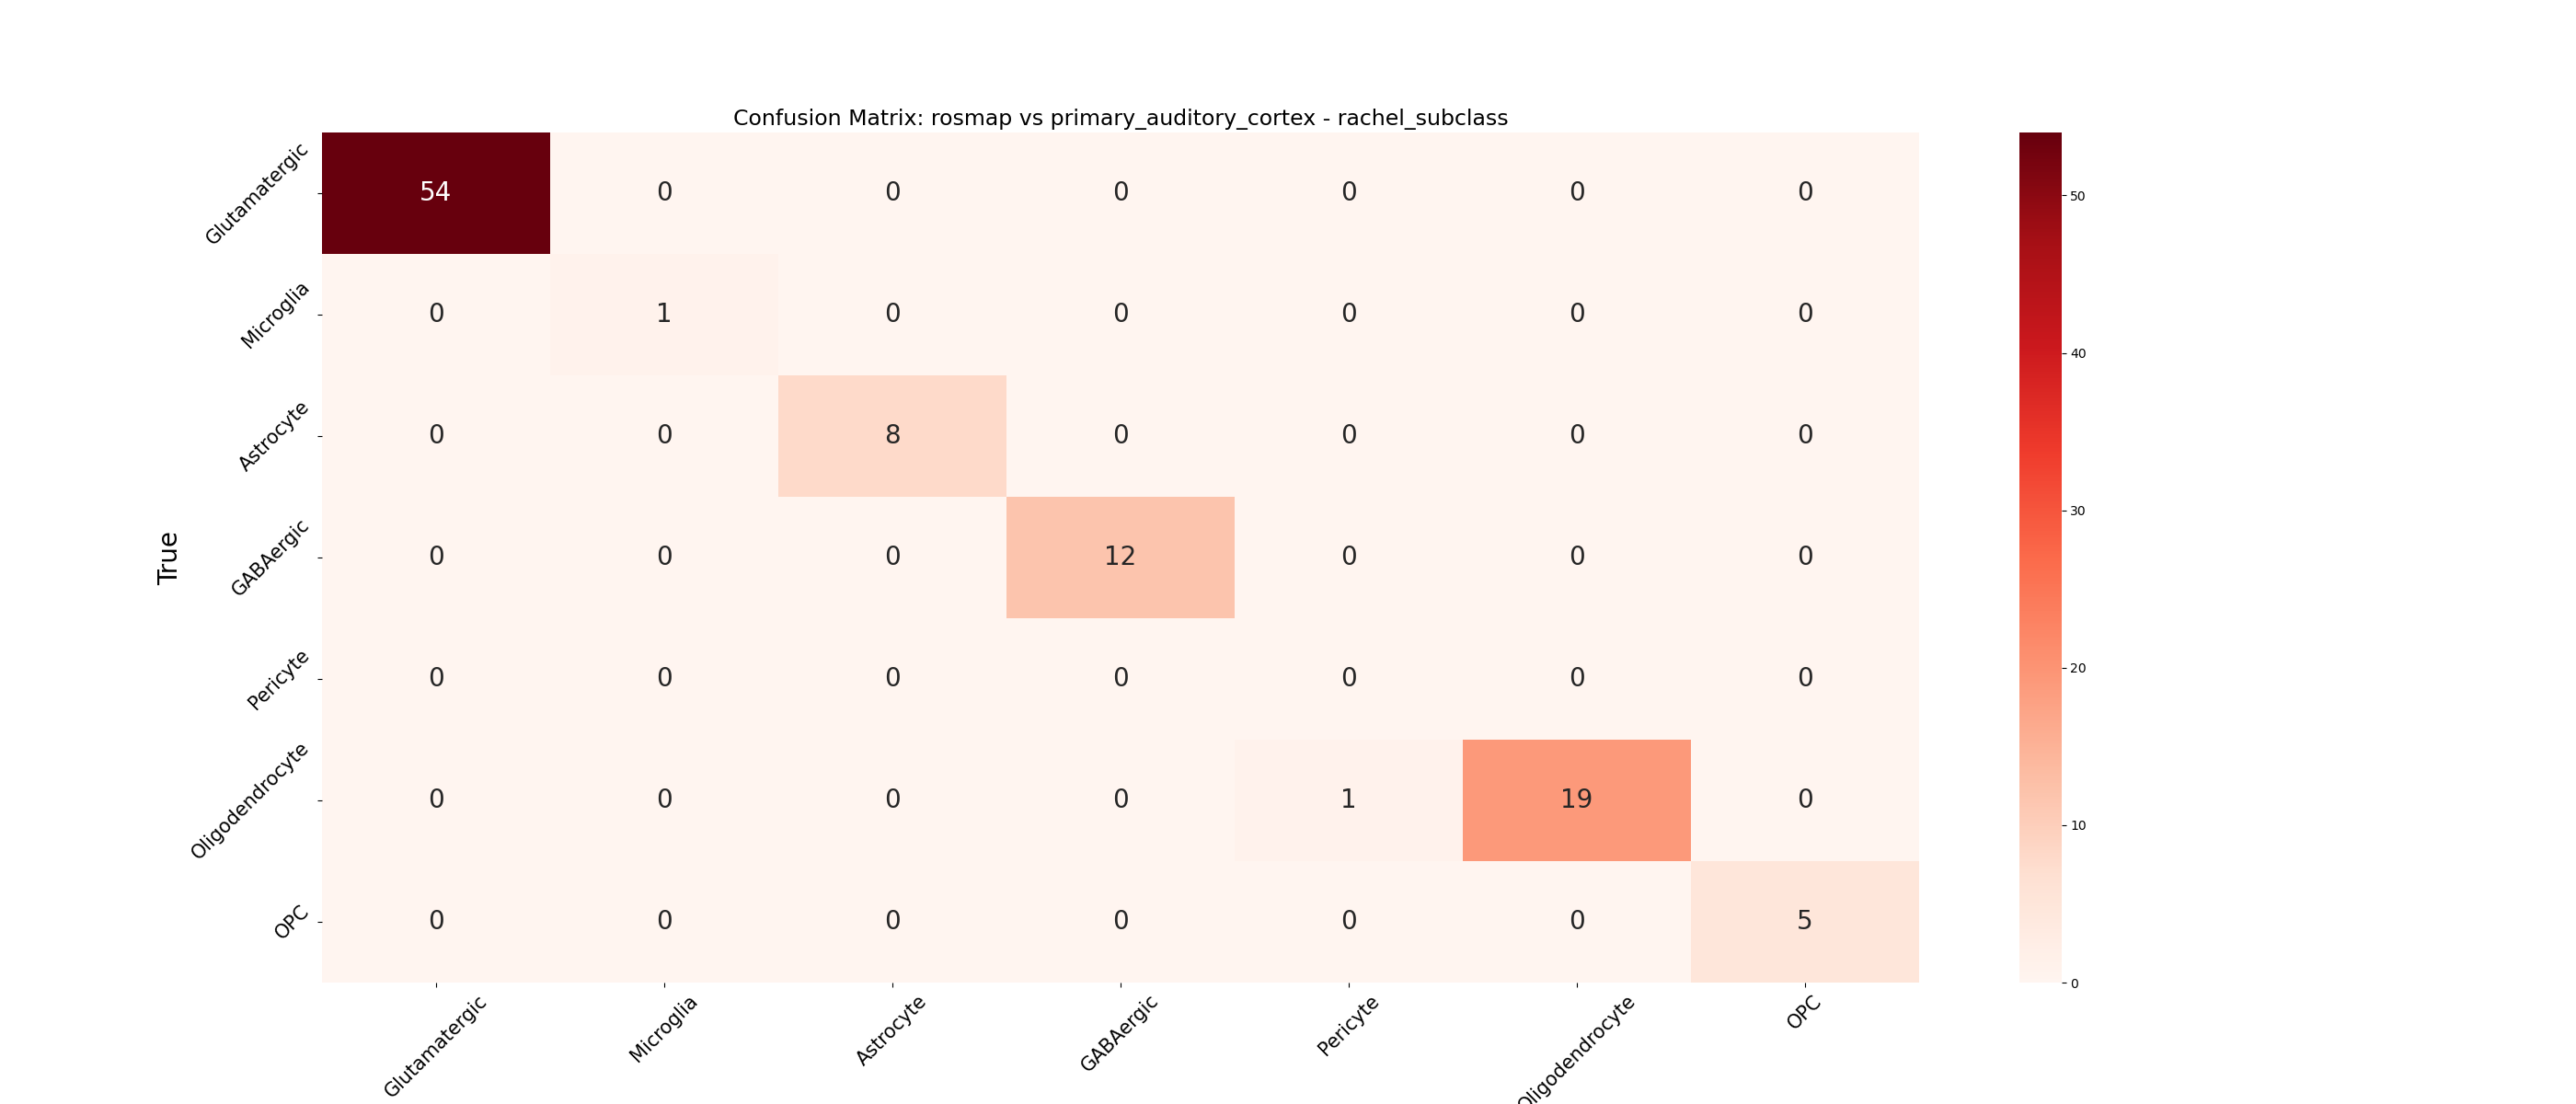 Confusion Matrix: rosmap vs primary_auditory_cortex - rachel_subclass
Glutamatergic 54 0 0 0 0 0 0
Microglia 0 1 0 0 0 0 0
Astrocyte 0 0 8 0 0 0 0
GABAergic 0 0 0 12 0 0 0
Pericyte 0 0 0 0 0 0 0
Oligodendrocyte 0 0 0 0 1 19 0
OPC 0 0 0 0 0 0 5
True
Glutamatergic Microglia Astrocyte GABAergic Pericyte Oligodendrocyte OPC
50
40
30
20
10
0